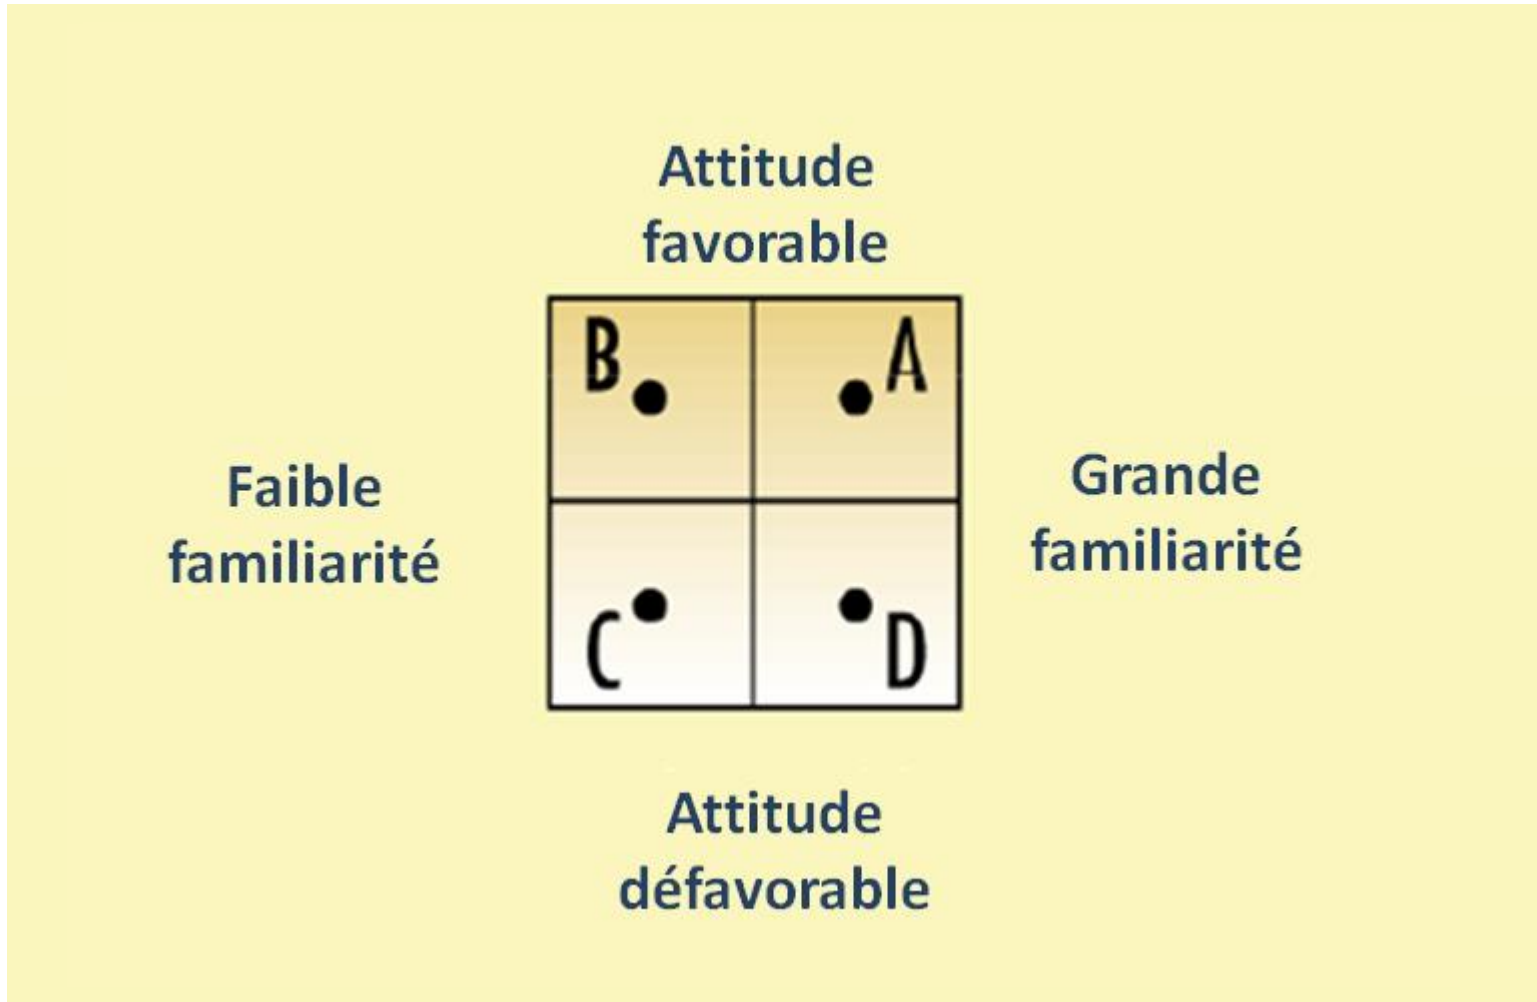 Attitude
favorable
B A
Faible
familiarité
Grande
familiarité
C D
Attitude
défavorable